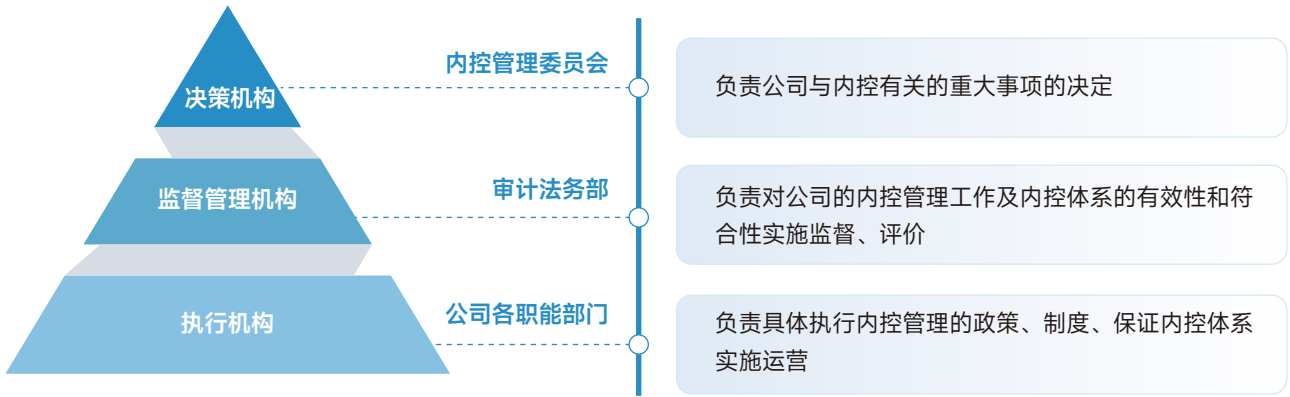 决策机构
内控管理委员会
负责公司与内控有关的重大事项的决定
监督管理机构
审计法务部
负责对公司的内控管理工作及内控体系的有效性和符
合性实施监督、评价
执行机构
公司各职能部门
负责具体执行内控管理的政策、制度、保证内控体系
实施运营